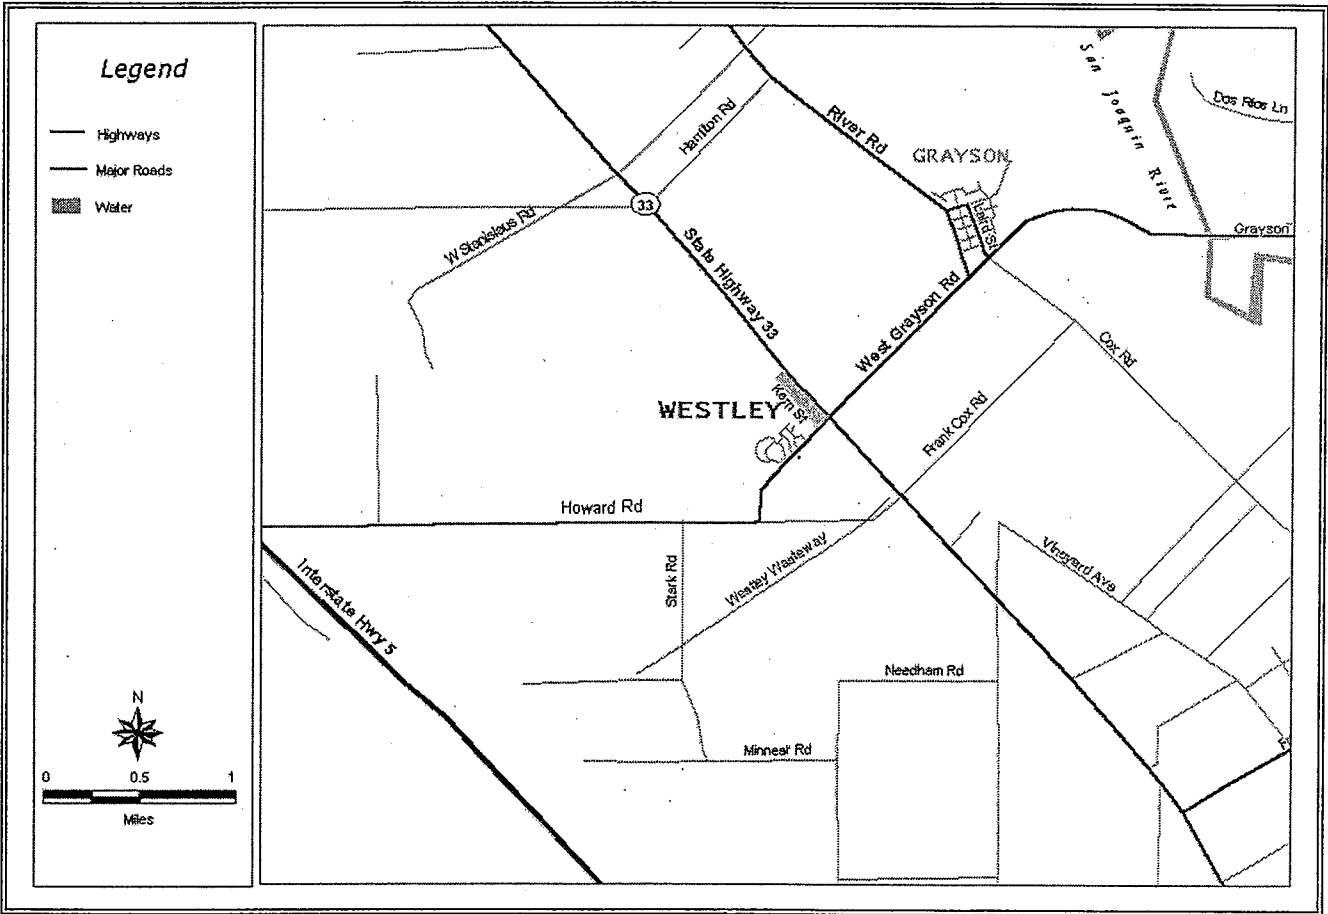 Legend
Highways
Major Roads
Water
N
0 0.5 1
Miles
San Joaquin River
Dos Rios Ln
River Rd
Hamilton Rd
GRAYSON
33
Laird St
Grayson
W Stanislaus Rd
State Highway 33
West Grayson Rd
Cox Rd
WESTLEY
Kern St
Frank Cox Rd
Howard Rd
Interstate Hwy 5
Stark Rd
Westley Wasteway
Vineyard Ave
Needham Rd
Minnear Rd